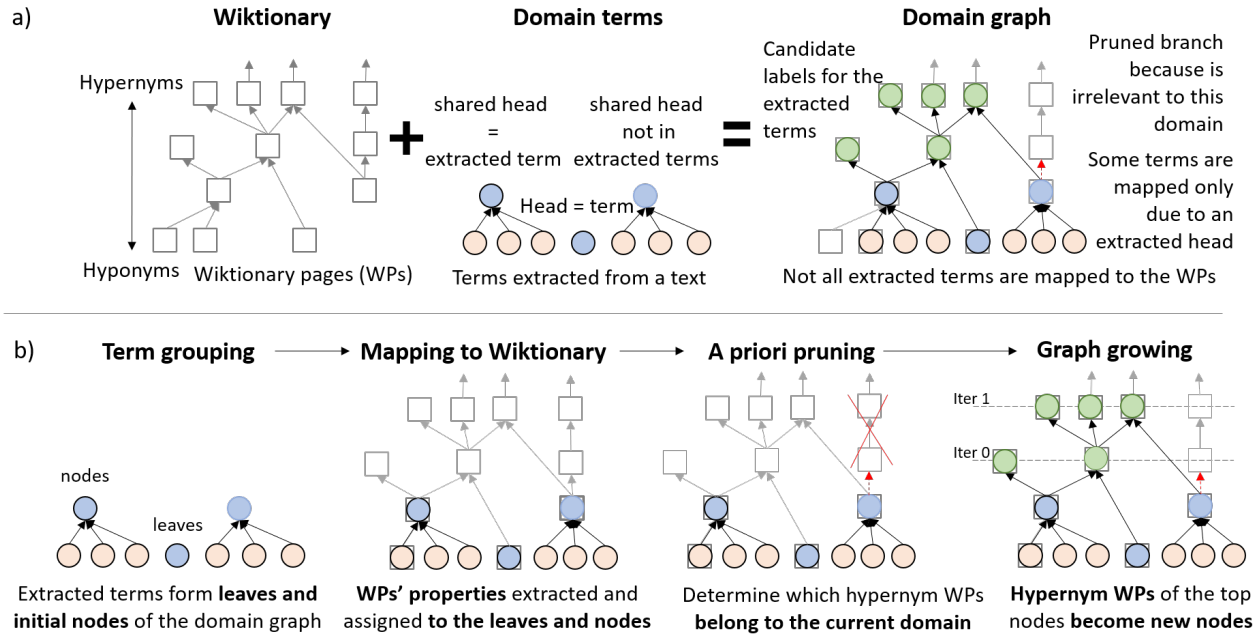 a)
Wiktionary
Domain terms
Domain graph
Hypernyms
Hyponyms
Wiktionary pages (WPs)
+
shared head
=
extracted term
shared head
not in
extracted terms
Head = term
Terms extracted from a text
=
Candidate
labels for the
extracted
terms
Pruned branch
because is
irrelevant to this
domain
Some terms are
mapped only
due to an
extracted head
Not all extracted terms are mapped to the WPs
b)
Term grouping
Mapping to Wiktionary
A priori pruning
Graph growing
nodes
leaves
Iter 1
Iter 0
Extracted terms form leaves and
initial nodes of the domain graph
WPs' properties extracted and
assigned to the leaves and nodes
Determine which hypernym WPs
belong to the current domain
Hypernym WPs of the top
nodes become new nodes